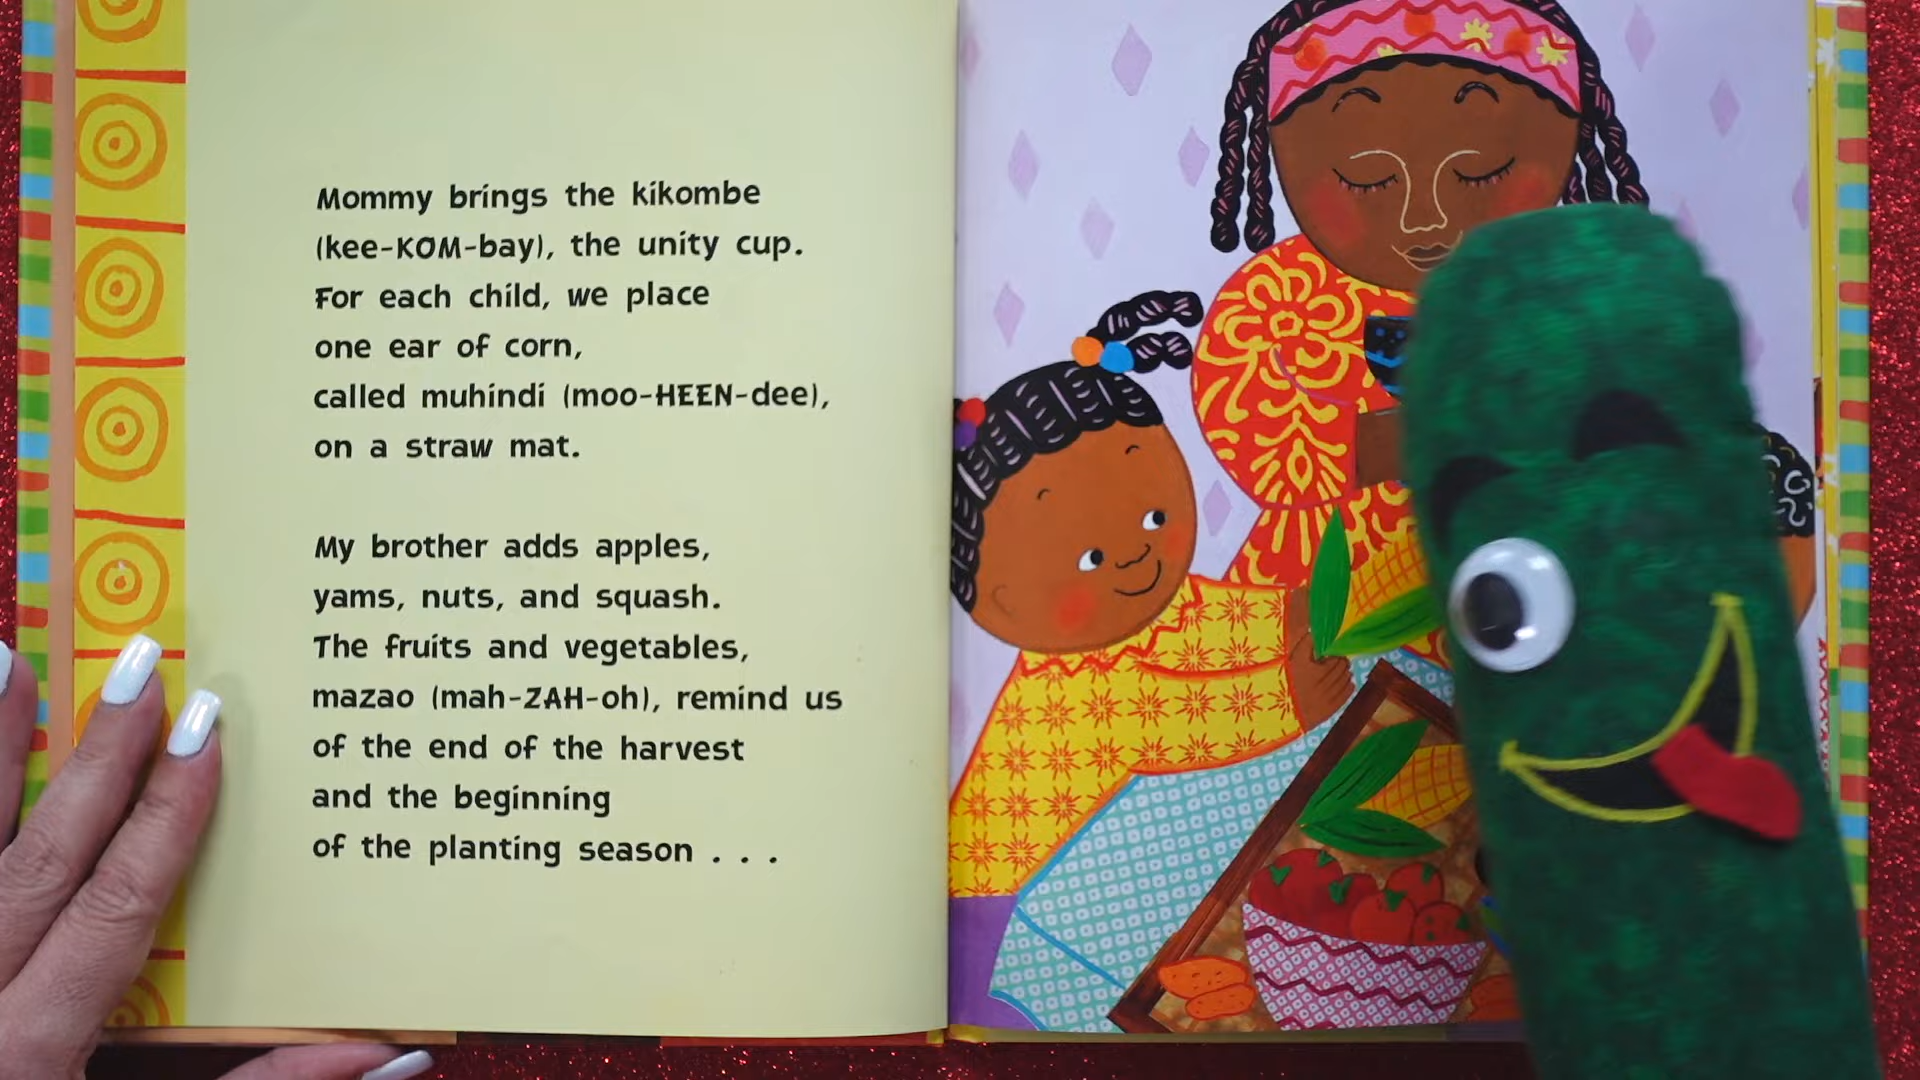 Mommy brings the kikombe
(kee-KOM-bay), the unity cup.
For each child, we place
one ear of corn,
called muhindi (moo-HEEN-dee),
on a straw mat.
My brother adds apples,
yams, nuts, and squash.
The fruits and vegetables,
mazao (mah-ZAH-oh), remind us
of the end of the harvest
and the beginning
of the planting season . . .